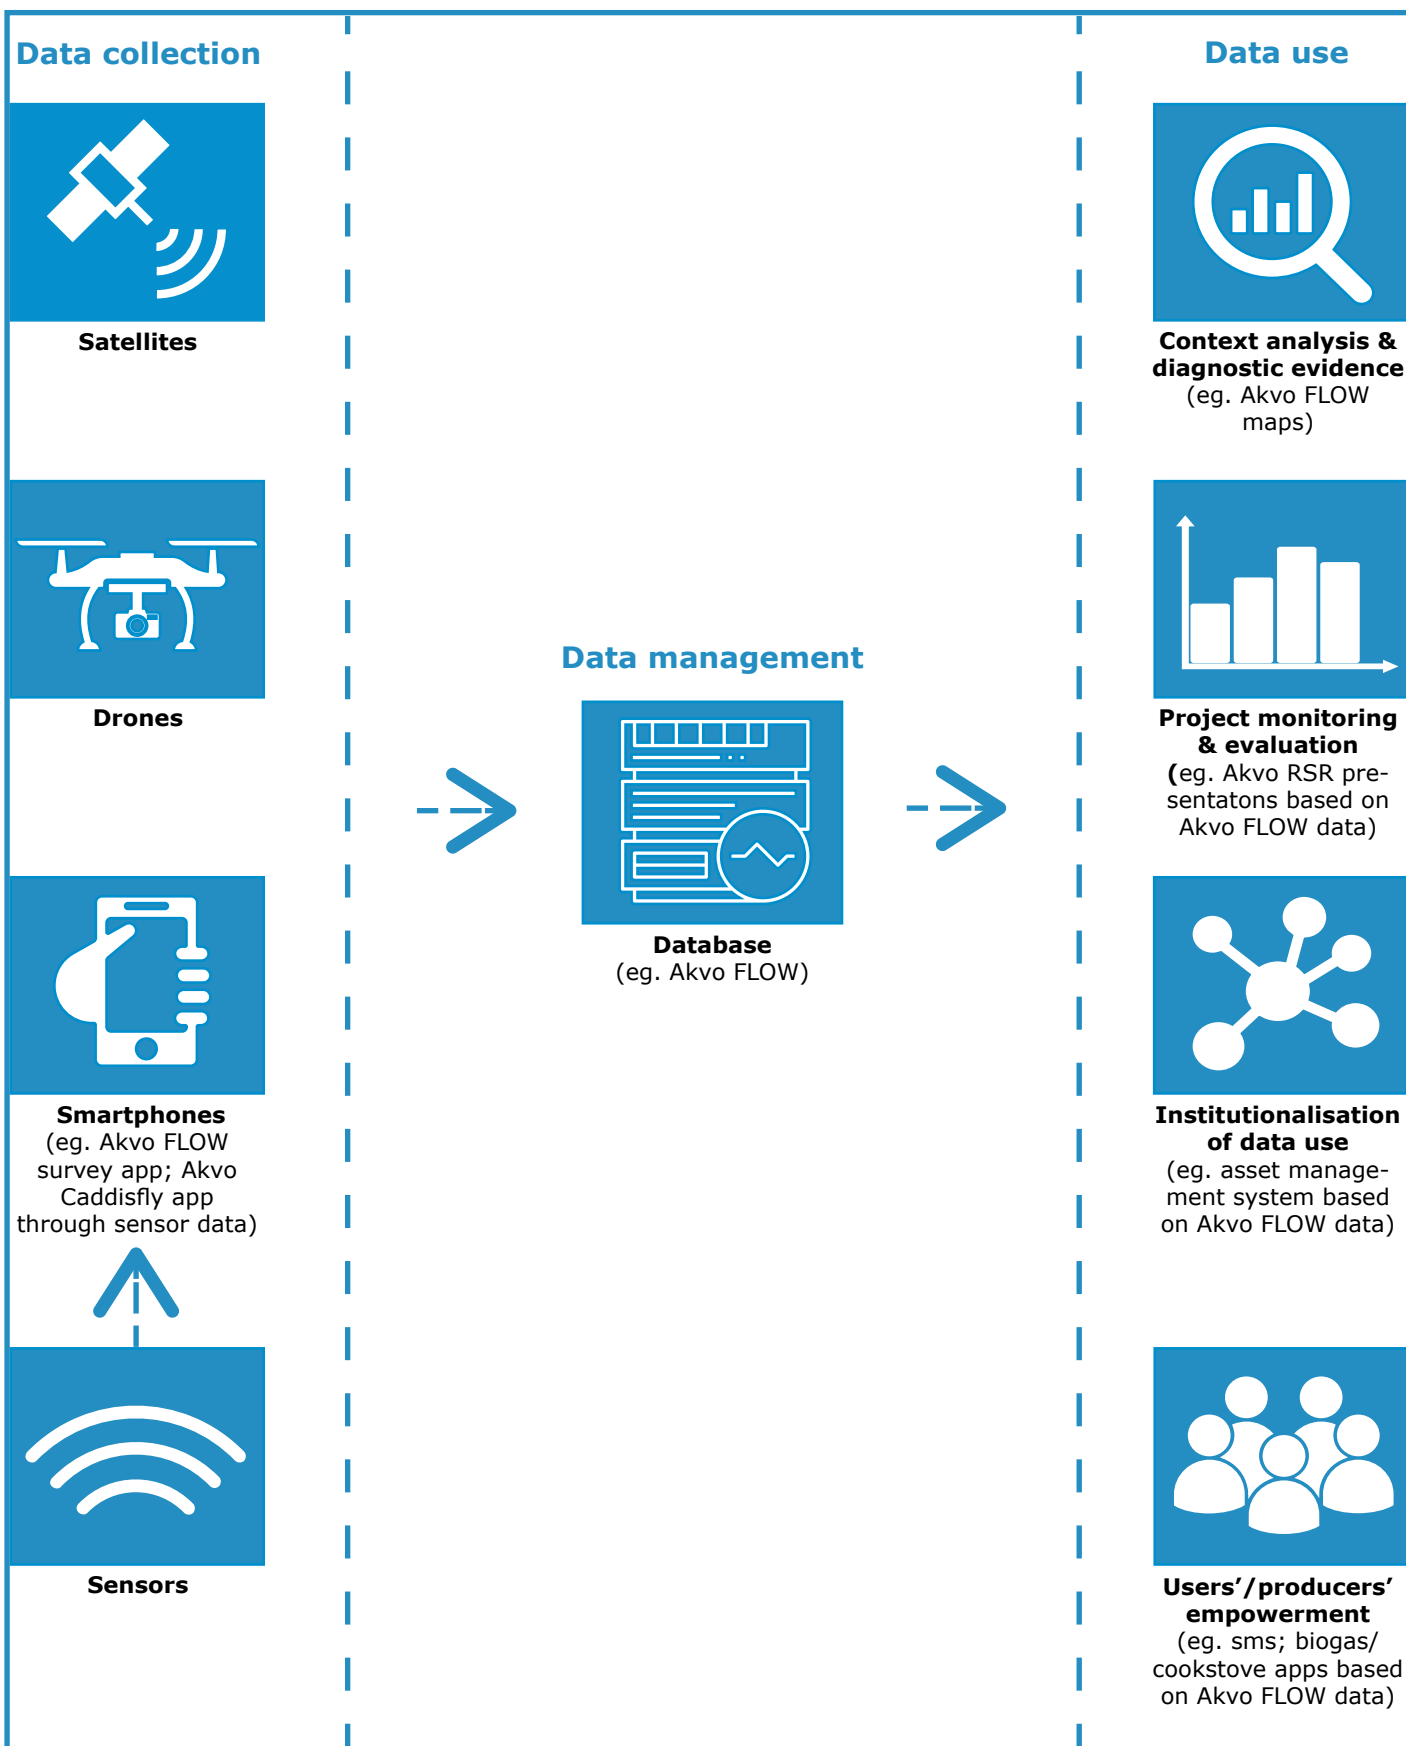 Data collection
Satellites
Drones
Smartphones
(eg. Akvo FLOW
survey app; Akvo
Caddisfly app
through sensor data)
Sensors
Data management
Database
(eg. Akvo FLOW)
Data use
Context analysis &
diagnostic evidence
(eg. Akvo FLOW
maps)
Project monitoring
& evaluation
(eg. Akvo RSR pre-
sentatons based on
Akvo FLOW data)
Institutionalisation
of data use
(eg. asset manage-
ment system based
on Akvo FLOW data)
Users’/producers’
empowerment
(eg. sms; biogas/
cookstove apps based
on Akvo FLOW data)